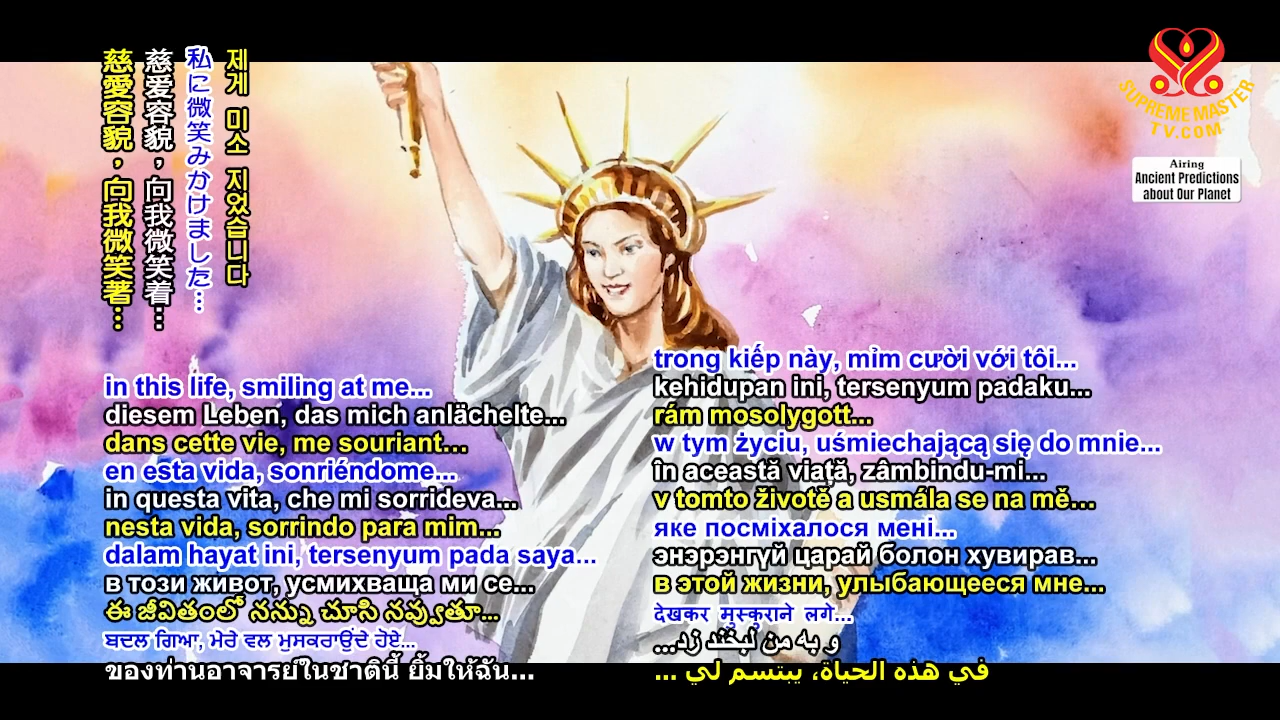 제게 미소 지었습니다
私に微笑みかけました…
慈爱容貌，向我微笑着…
慈愛容貌，向我微笑著…
SUPREME MASTER
TV.COM
Airing
Ancient Predictions
about Our Planet
in this life, smiling at me...
diesem Leben, das mich anlächelte...
dans cette vie, me souriant…
en esta vida, sonriéndome...
in questa vita, che mi sorrideva...
nesta vida, sorrindo para mim...
dalam hayat ini, tersenyum pada saya...
в този живот, усмихваща ми се...
ఈ జీవితంలో నన్ను చూసి నవ్వుతూ...
ਬਦਲ ਗਿਆ, ਮੇਰੇ ਵਲ ਮੁਸਕਰਾਉਂਦੇ ਹੋਏ...
ของท่านอาจารย์ในชาตินี้ ยิ้มให้ฉัน...
trong kiếp này, mỉm cười với tôi...
kehidupan ini, tersenyum padaku...
rám mosolygott...
w tym życiu, uśmiechającą się do mnie...
în această viață, zâmbindu-mi...
v tomto životě a usmála se na mě…
яке посміхалося мені...
энэрэнгүй царай болон хувирав...
в этой жизни, улыбающееся мне...
देखकर मुस्कुराने लगे...
و به من لبخند زد...
في هذه الحياة، يبتسم لي ...